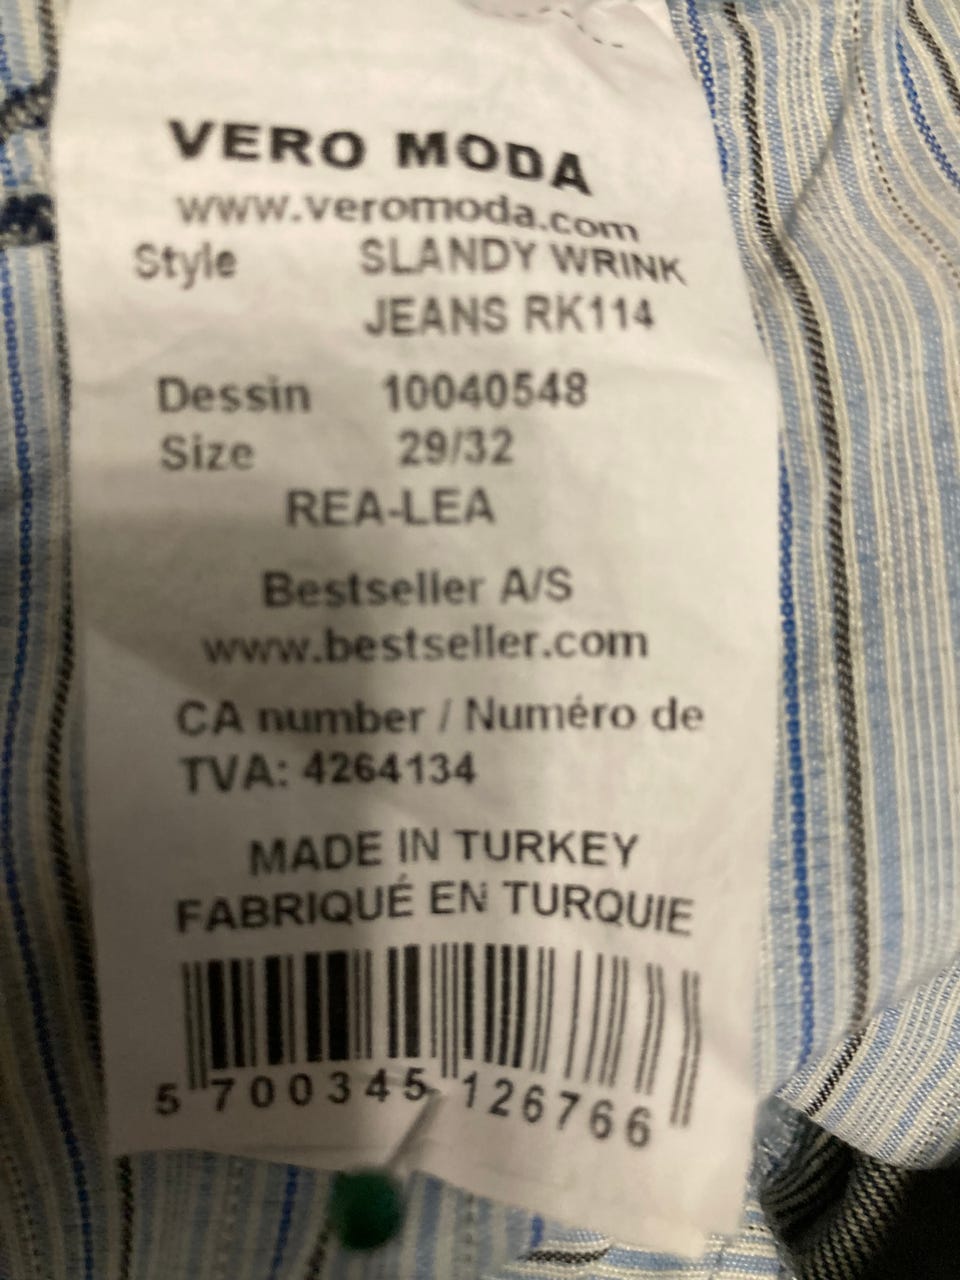 VERO MODA
www.veromoda.com
Style SLANDY WRINK
JEANS RK114
Dessin 10040548
Size 29/32
REA-LEA
Bestseller A/S
www.bestseller.com
CA number / Numéro de
TVA: 4264134
MADE IN TURKEY
FABRIQUÉ EN TURQUIE
5 700345 126766